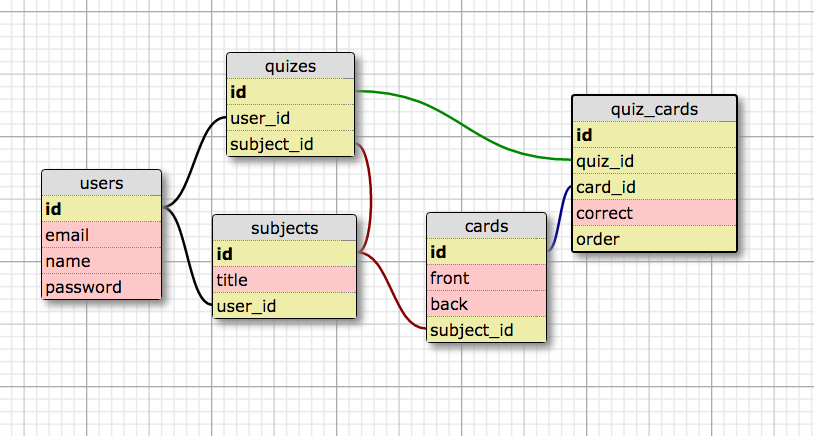 users
id
email
name
password
quizes
id
user_id
subject_id
subjects
id
title
user_id
cards
id
front
back
subject_id
quiz_cards
id
quiz_id
card_id
correct
order